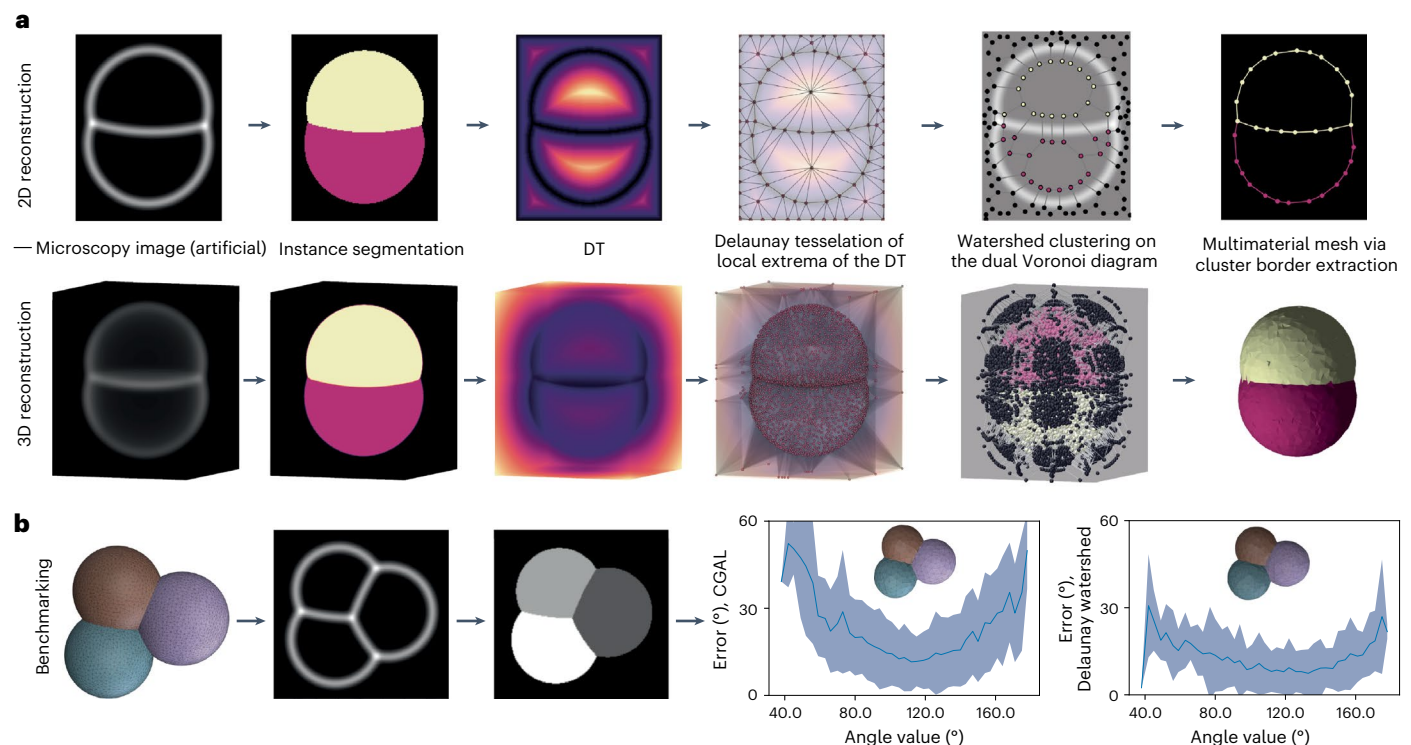 a
2D reconstruction
— Microscopy image (artificial)
Instance segmentation
DT
Delaunay tesselation of
local extrema of the DT
Watershed clustering on
the dual Voronoi diagram
Multimaterial mesh via
cluster border extraction
3D reconstruction
b
Benchmarking
Error (°), CGAL
60
30
0
40.0 80.0 120.0 160.0
Angle value (°)
Error (°),
Delaunay watershed
60
30
0
40.0 80.0 120.0 160.0
Angle value (°)